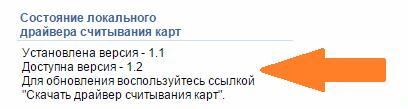 Состояние локального
драйвера считывания карт
Установлена версия - 1.1
Доступна версия - 1.2
Для обновления воспользуйтесь ссылкой
"Скачать драйвер считывания карт".